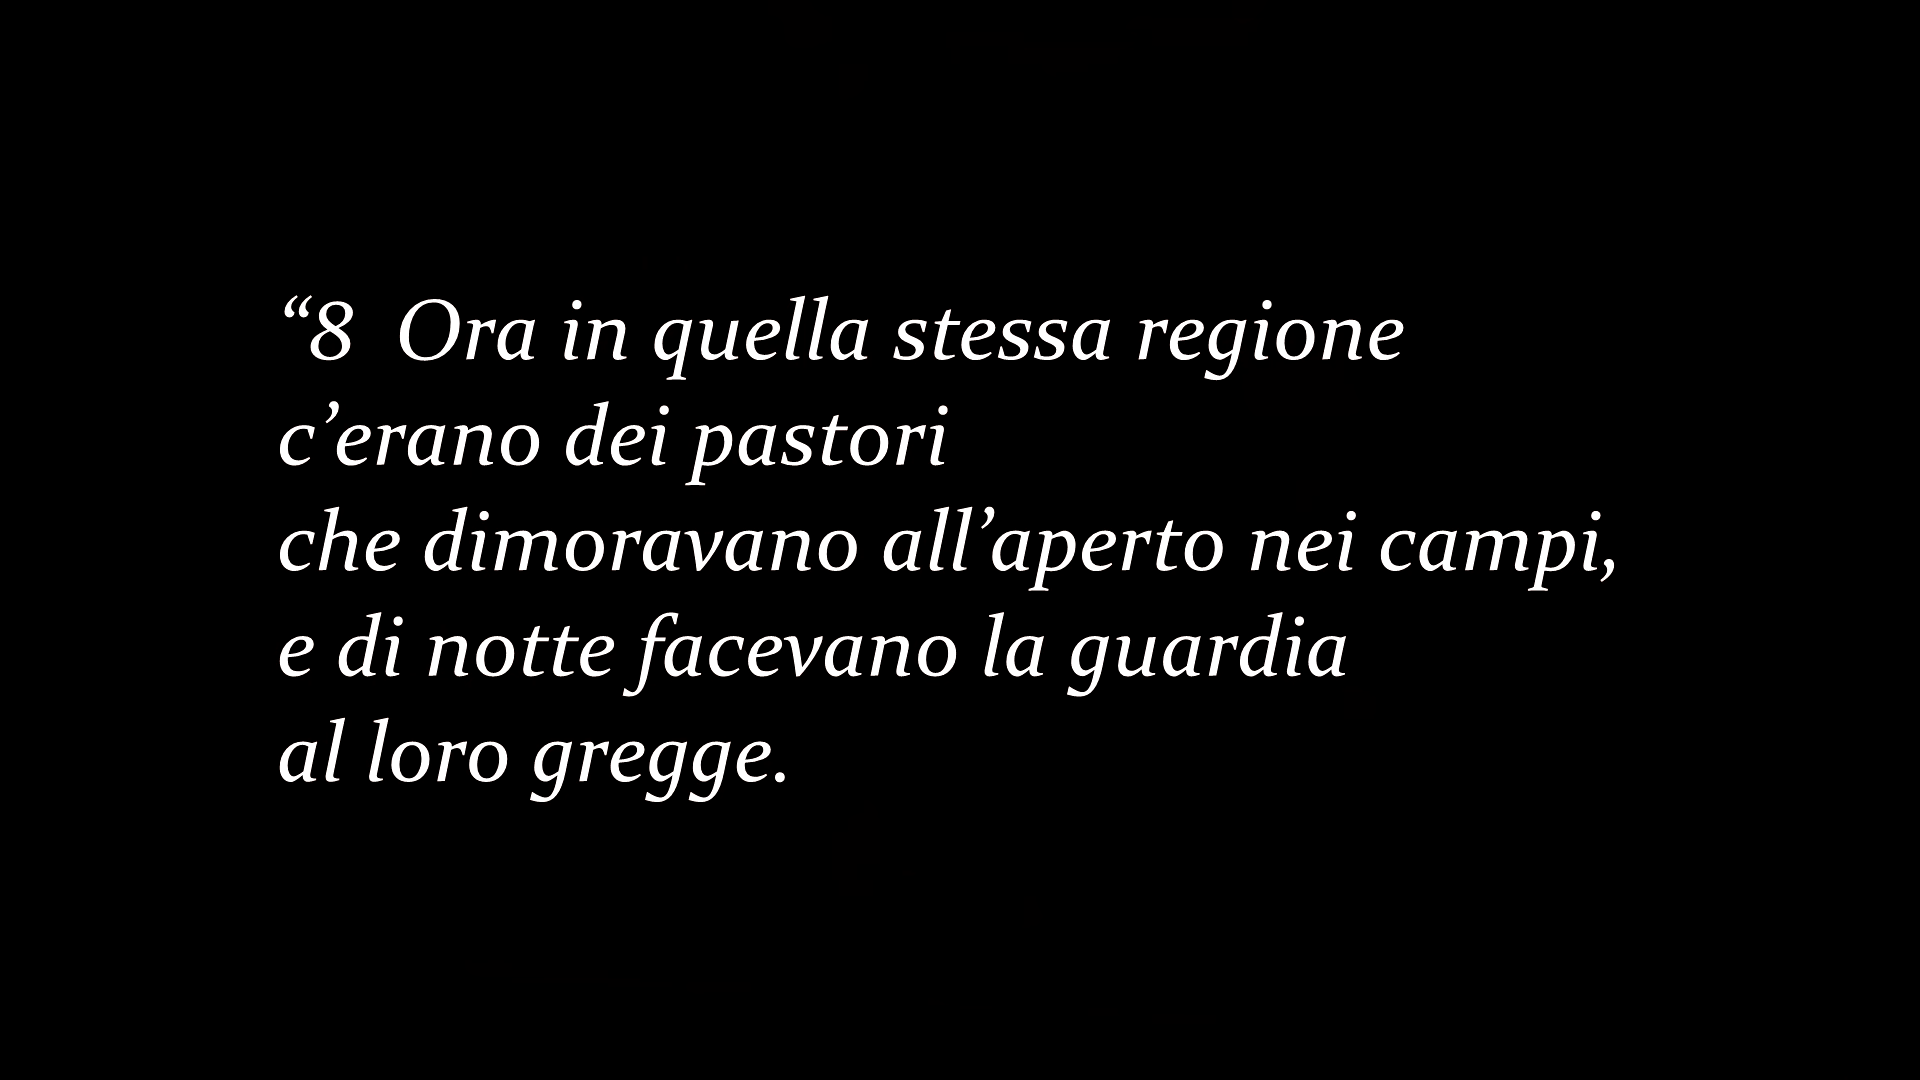 “8  Ora in quella stessa regione
c’erano dei pastori
che dimoravano all’aperto nei campi,
e di notte facevano la guardia
al loro gregge.